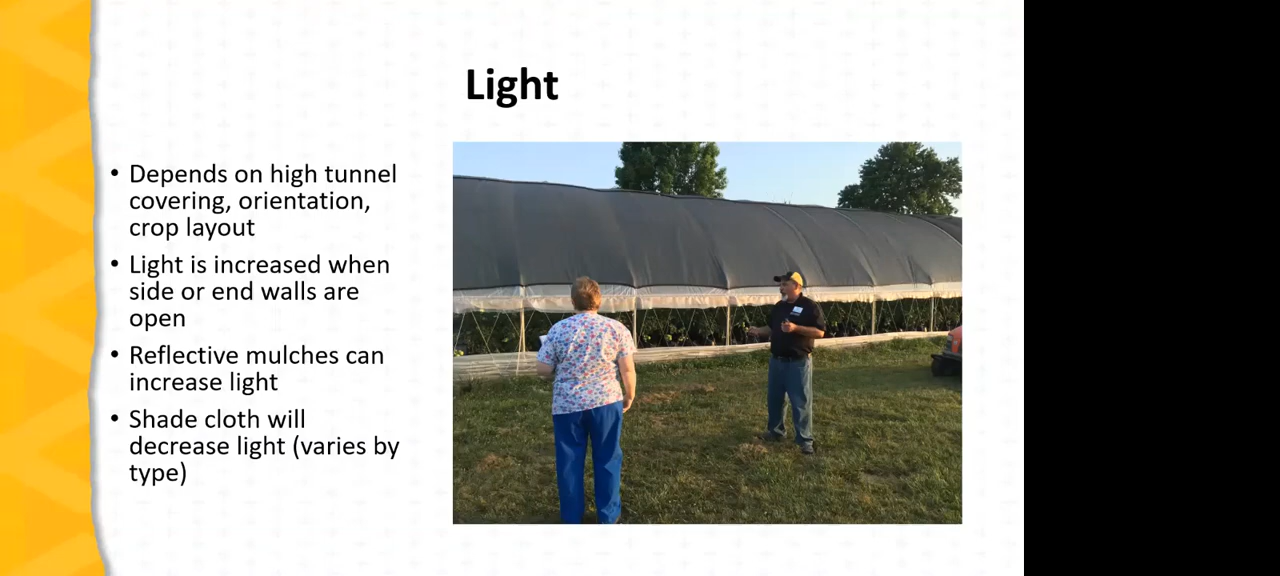 Light
• Depends on high tunnel
covering, orientation,
crop layout
• Light is increased when
side or end walls are
open
• Reflective mulches can
increase light
• Shade cloth will
decrease light (varies by
type)